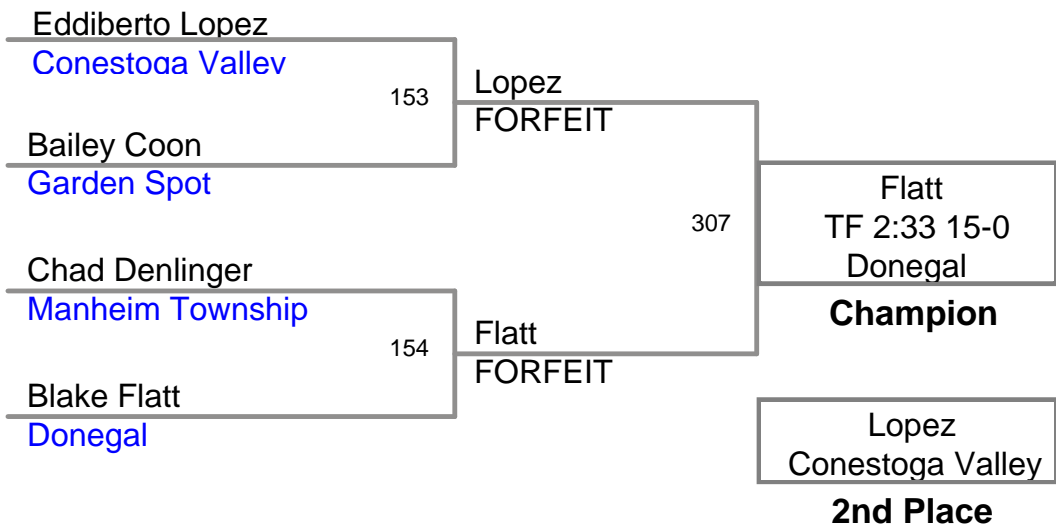 Eddiberto Lopez
Conestoga Valley
153
Lopez
FORFEIT
Bailey Coon
Garden Spot
307
Flatt
TF 2:33 15-0
Donegal
Champion
Chad Denlinger
Manheim Township
154
Flatt
FORFEIT
Blake Flatt
Donegal
Lopez
Conestoga Valley
2nd Place